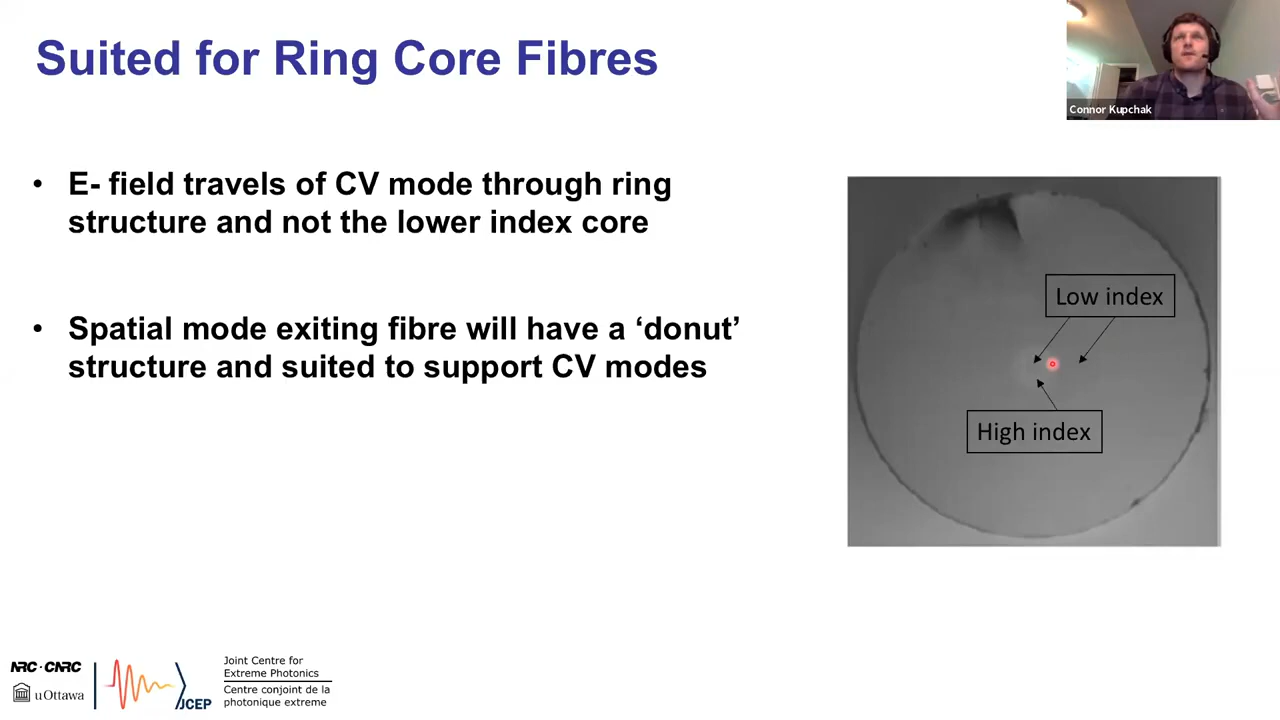 Suited for Ring Core Fibres
Connor Kupchak
• E- field travels of CV mode through ring
structure and not the lower index core
• Spatial mode exiting fibre will have a ‘donut’
structure and suited to support CV modes
Low index
High index
NRC·CNRC
uOttawa
JCEP
Joint Centre for
Extreme Photonics
Centre conjoint de la
photonique extreme